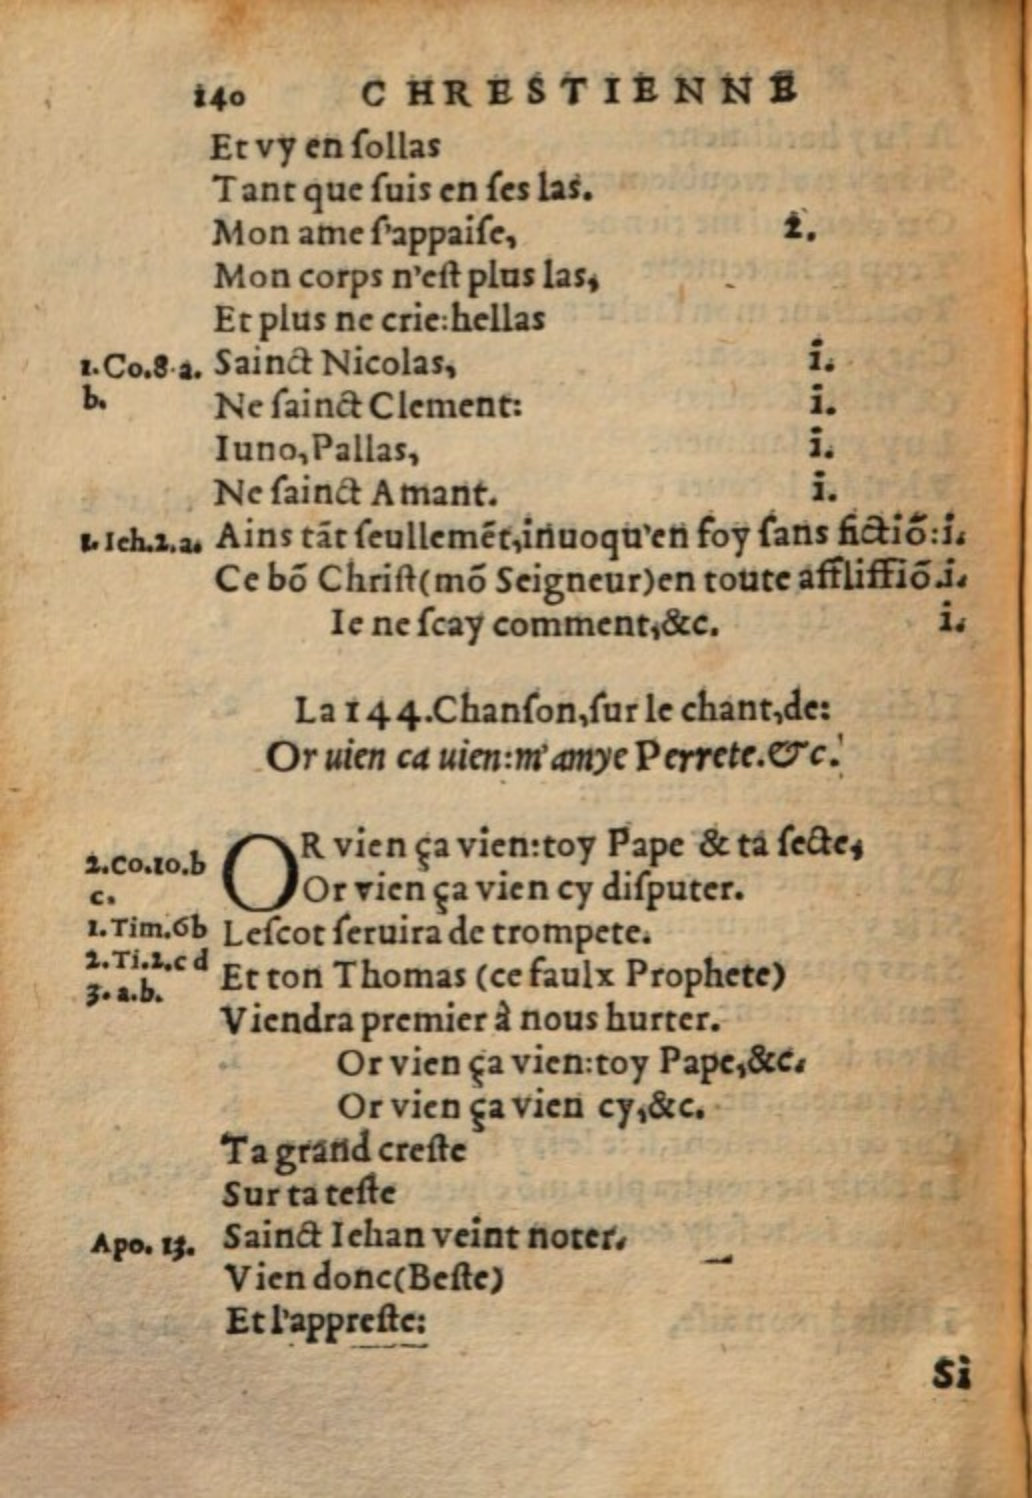 140 CHRESTIENNE
Et vy en ſollas
Tant que ſuis en ſes las.
Mon ame ſ'appaiſe, 2.
Mon corps n'eſt plus las,
Et plus ne crie:hellas
1.Co.8.a. Sainct Nicolas, i.
b. Ne ſainct Clement: i.
Iuno,Pallas, i.
Ne ſainct Amant. i.
1.Ieh.2.a. Ains tãt ſeullemẽt,inuoqu'en foy ſans fictiõ:i.
Ce bõ Chriſt(mõ Seigneur)en toute affliffiõ.i.
Ie ne ſcay comment,&c. i.
La 144.Chanſon,ſur le chant,de:
Or uien ca uien:m'amye Perrete.&c.
OR vien ça vien:toy Pape & ta ſecte,
2.Co.10.b
c. Or vien ça vien cy diſputer.
1.Tim.6b Leſcot ſeruira de trompete.
2.Ti.2.c d Et ton Thomas (ce faulx Prophete)
3.a.b. Viendra premier à nous hurter.
Or vien ça vien:toy Pape,&c.
Or vien ça vien cy,&c.
Ta grand creſte
Sur ta teſte
Apo. 13. Sainct Iehan veint noter.
Vien donc(Beſte)
Et l'appreſte:
Si